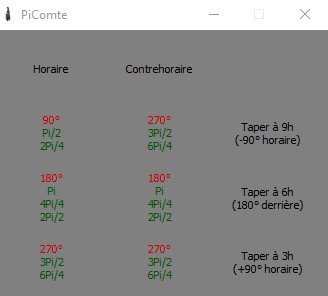 PiComte
Horaire Contrehoraire
90° 270°
Pi/2 3Pi/2 Taper à 9h
2Pi/4 6Pi/4 (-90° horaire)
180° 180°
Pi Pi Taper à 6h
4Pi/4 4Pi/4 (180° derrière)
2Pi/2 2Pi/2
270° 270°
3Pi/2 3Pi/2 Taper à 3h
6Pi/4 6Pi/4 (+90° horaire)